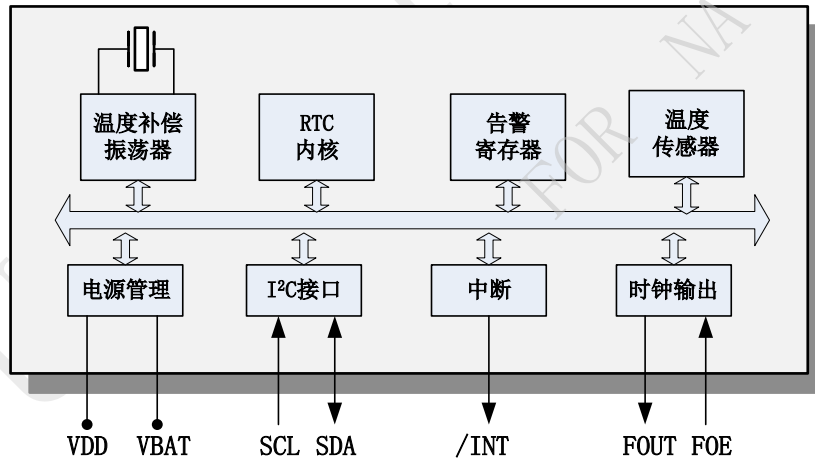 温度补偿
振荡器
RTC
内核
告警
寄存器
温度
传感器
电源管理
I²C接口
中断
时钟输出
VDD VBAT SCL SDA /INT FOUT FOE
FOR NA